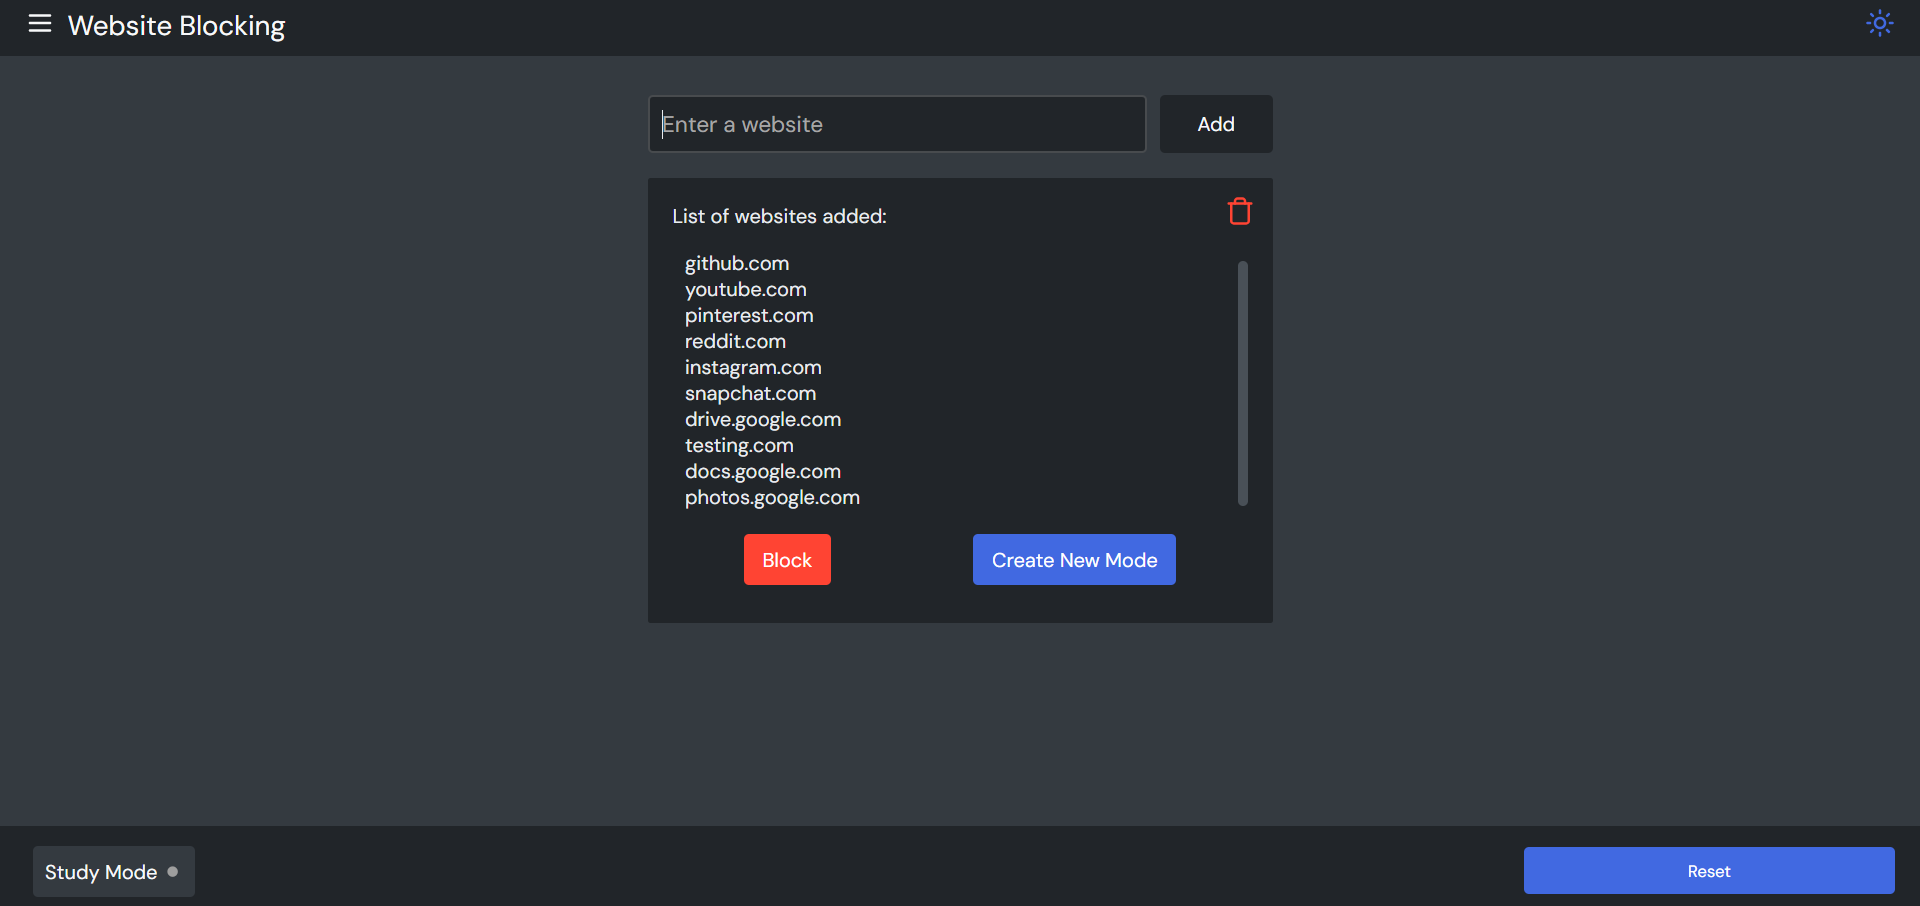 Website Blocking
Enter a website
Add
List of websites added:
github.com
youtube.com
pinterest.com
reddit.com
instagram.com
snapchat.com
drive.google.com
testing.com
docs.google.com
photos.google.com
Block
Create New Mode
Study Mode
Reset